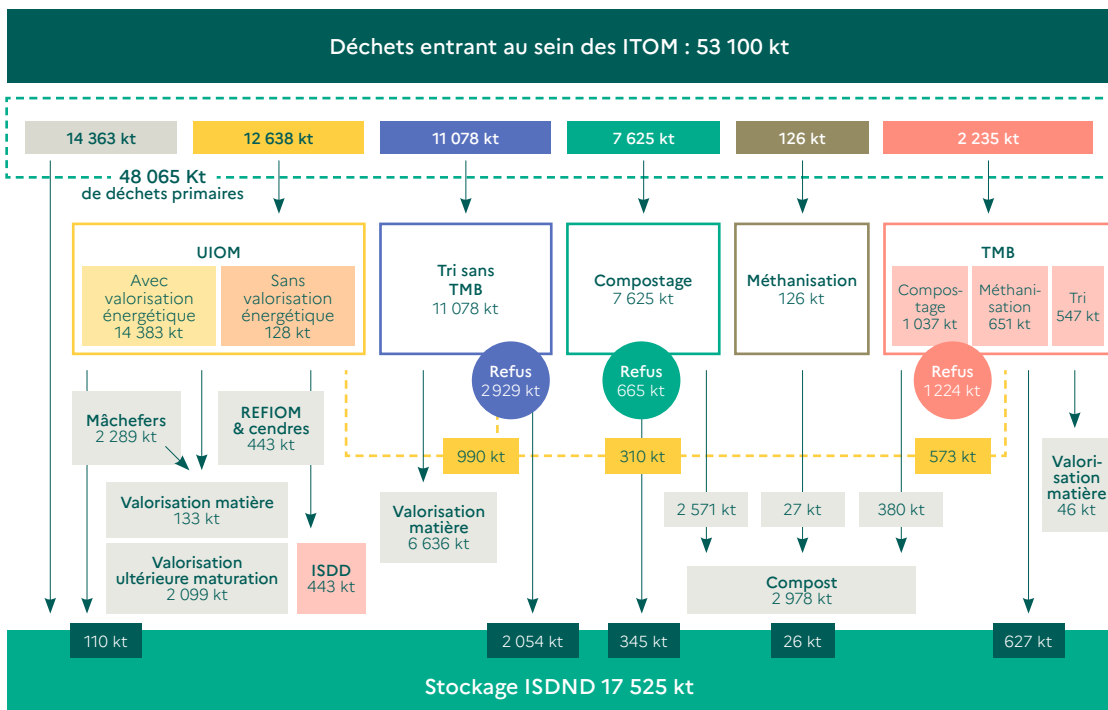 Déchets entrant au sein des ITOM : 53 100 kt
14 363 kt
12 638 kt
11 078 kt
7 625 kt
126 kt
2 235 kt
48 065 Kt
de déchets primaires
UIOM
Avec
valorisation
énergétique
14 383 kt
Sans
valorisation
énergétique
128 kt
Tri sans
TMB
11 078 kt
Compostage
7 625 kt
Méthanisation
126 kt
TMB
Compos-
tage
1 037 kt
Méthani-
sation
651 kt
Tri
547 kt
Refus
2 929 kt
Refus
665 kt
Refus
1 224 kt
Mâchefers
2 289 kt
REFIOM
& cendres
443 kt
990 kt
310 kt
573 kt
Valorisation matière
133 kt
Valorisation
ultérieure maturation
2 099 kt
ISDD
443 kt
Valorisation
matière
6 636 kt
2 571 kt
27 kt
380 kt
Compost
2 978 kt
Valori-
sation
matière
46 kt
110 kt
2 054 kt
345 kt
26 kt
627 kt
Stockage ISDND 17 525 kt